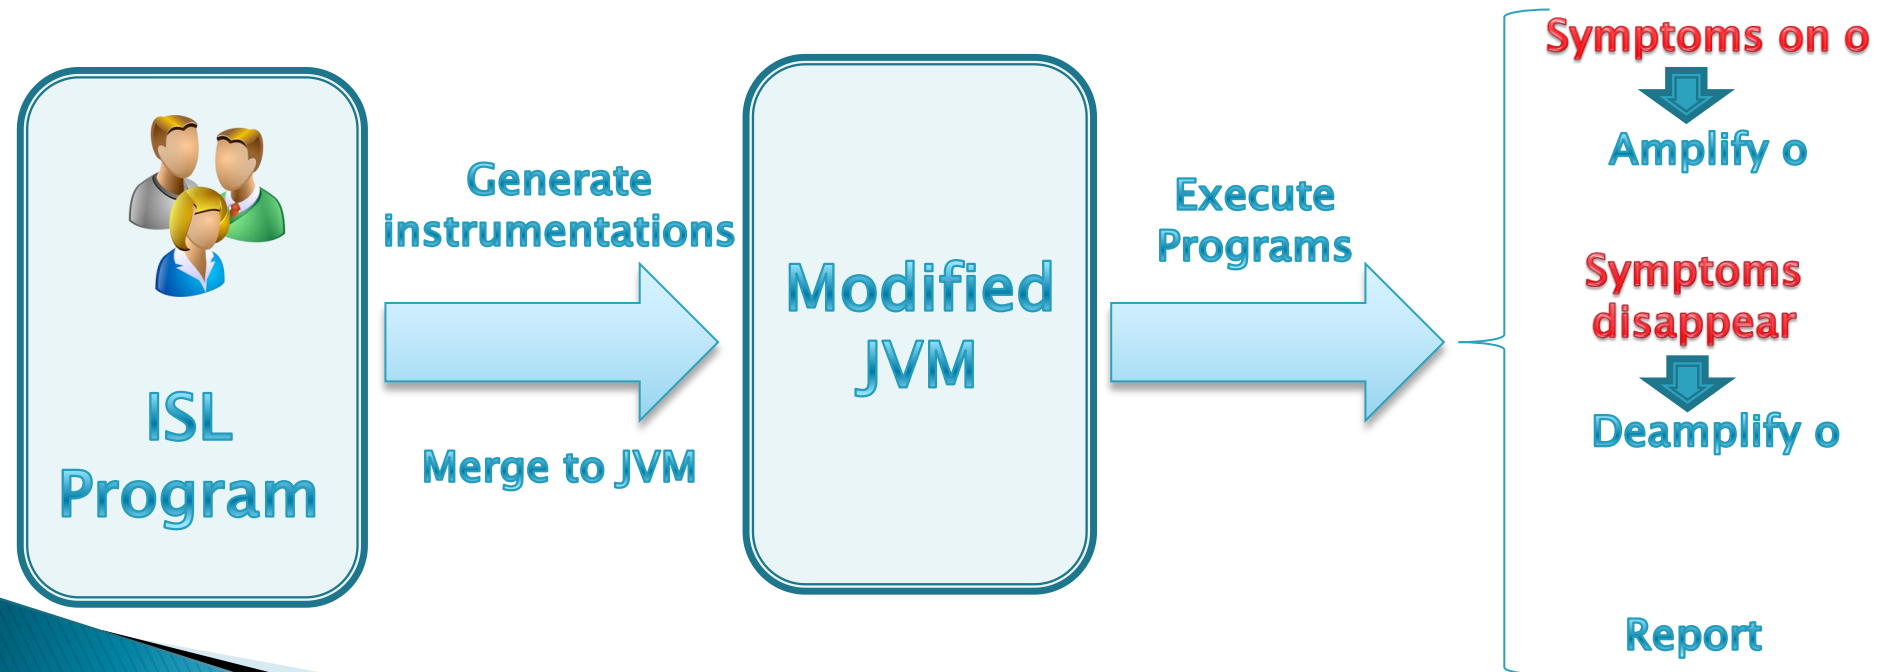 ISL
Program
Generate
instrumentations
Merge to JVM
Modified
JVM
Execute
Programs
Symptoms on o
Amplify o
Symptoms
disappear
Deamplify o
Report